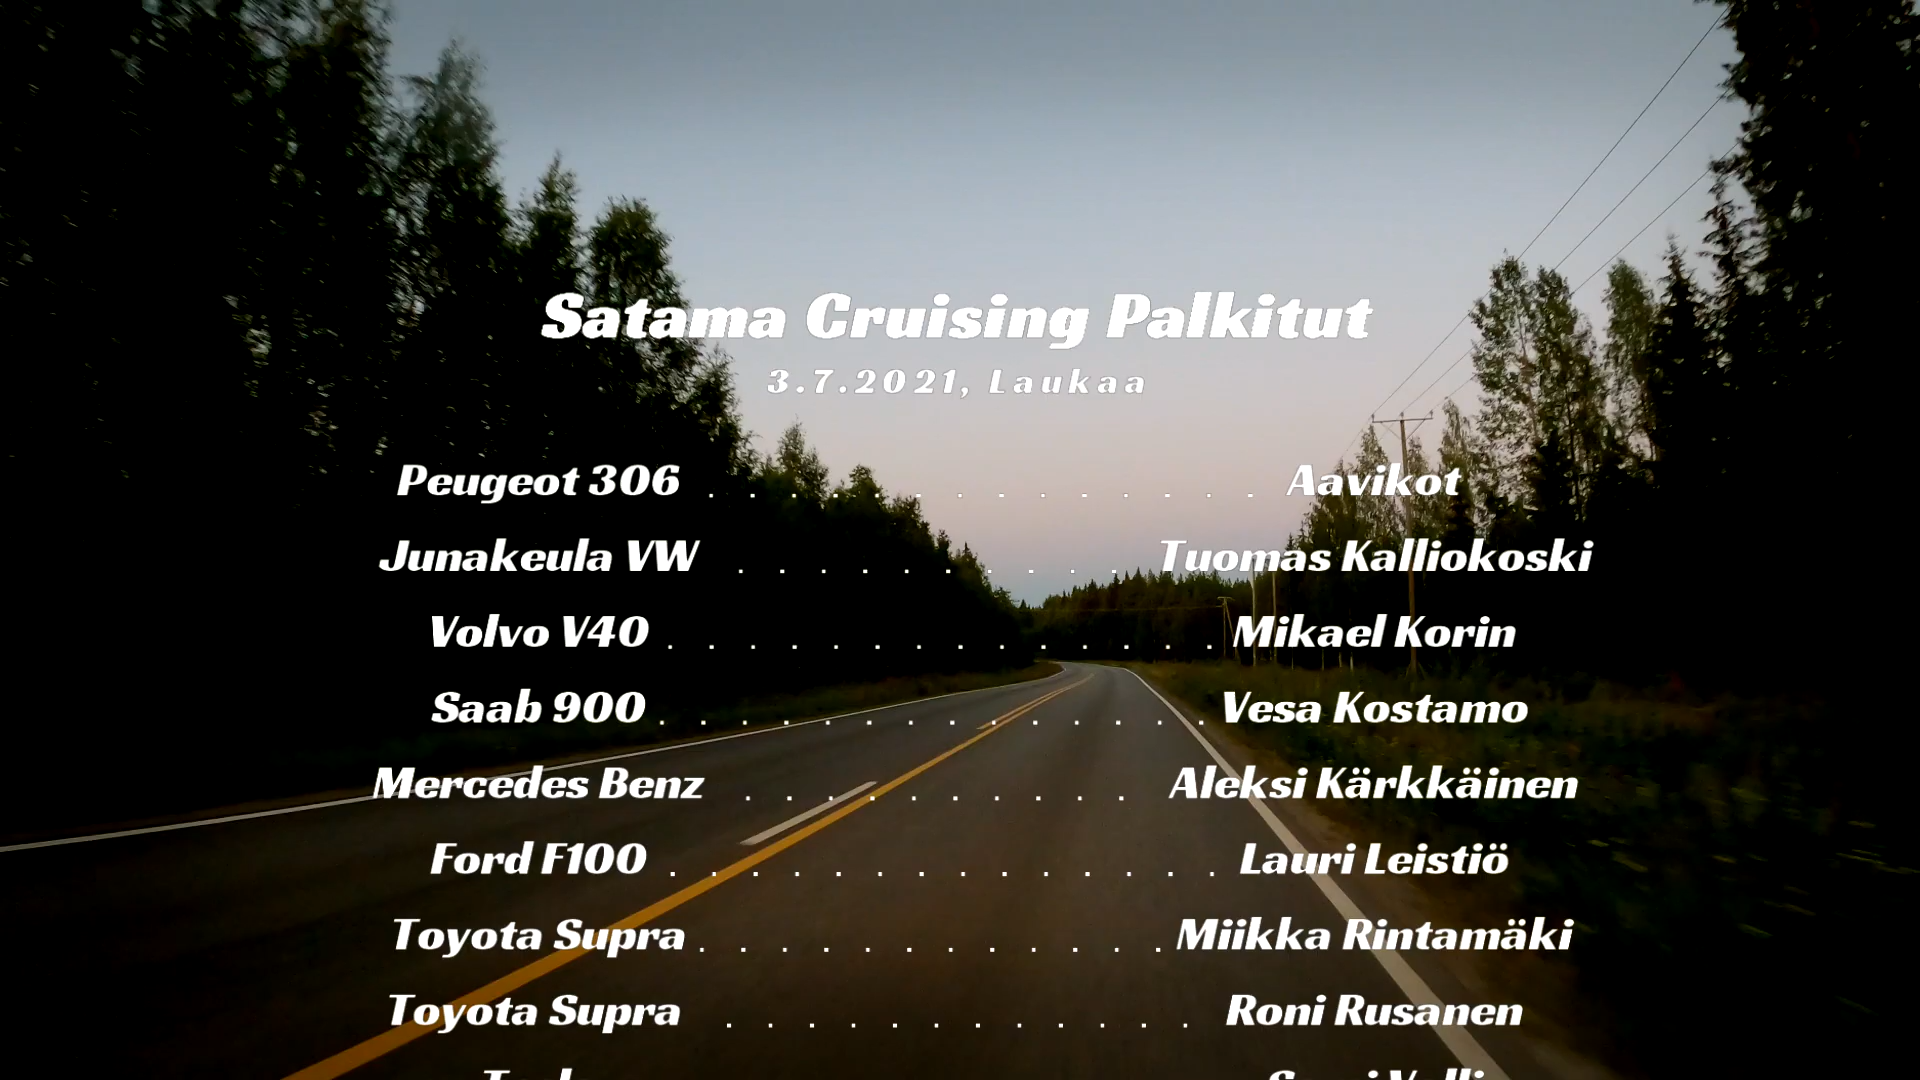 Satama Cruising Palkitut
3.7.2021, Laukaa
Peugeot 306 . . . . . . . . . . . . . . Aavikot
Junakeula VW . . . . . . . . . . Tuomas Kalliokoski
Volvo V40 . . . . . . . . . . . . . . Mikael Korin
Saab 900 . . . . . . . . . . . . . . Vesa Kostamo
Mercedes Benz . . . . . . . . . . Aleksi Kärkkäinen
Ford F100 . . . . . . . . . . . . . . Lauri Leistiö
Toyota Supra . . . . . . . . . . . . Miikka Rintamäki
Toyota Supra . . . . . . . . . . . . Roni Rusanen